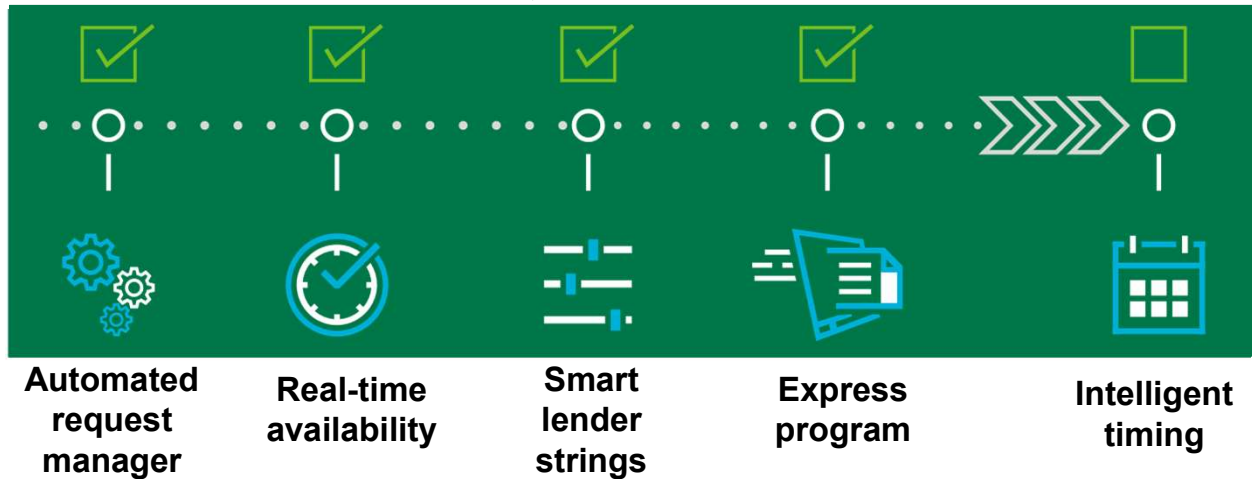 Automated
request
manager
Real-time
availability
Smart
lender
strings
Express
program
Intelligent
timing